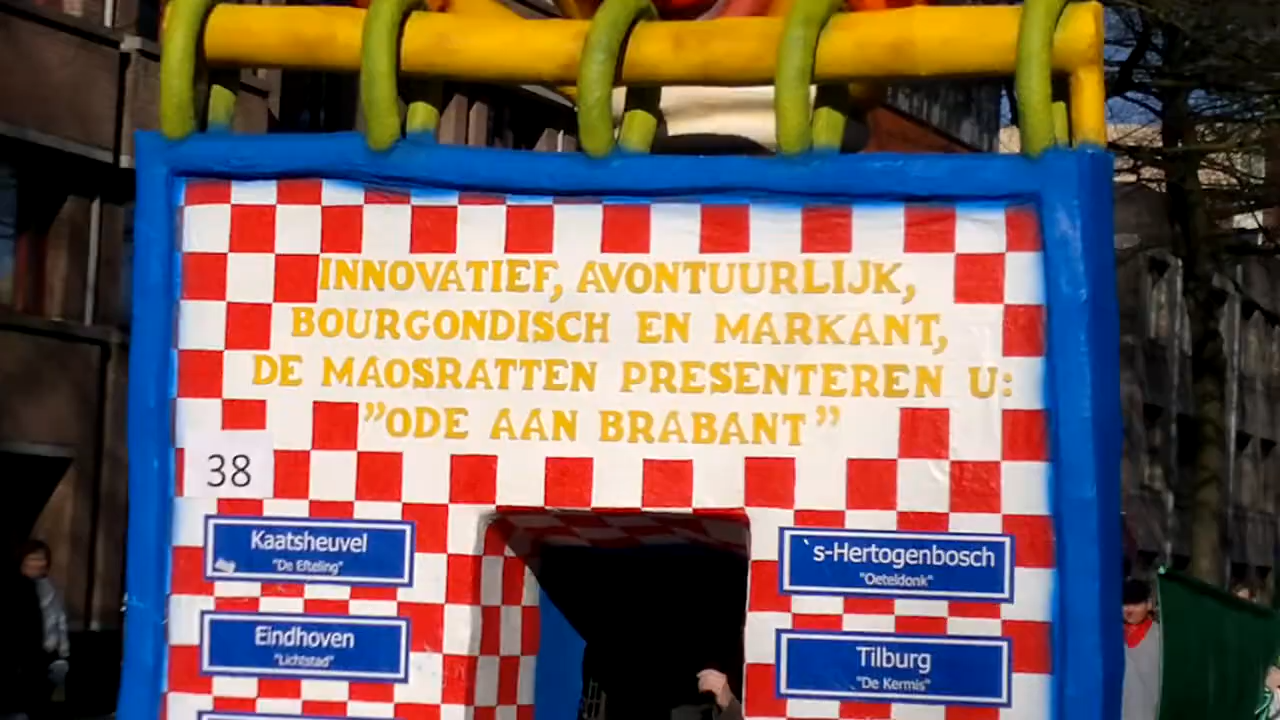 INNOVATIEF, AVONTUURLIJK,
BOURGONDISCH EN MARKANT,
DE MAOSRATTEN PRESENTEREN U:
”ODE AAN BRABANT”
38
Kaatsheuvel
"De Efteling"
Eindhoven
"Lichtstad"
`s-Hertogenbosch
"Oeteldonk"
Tilburg
"De Kermis"